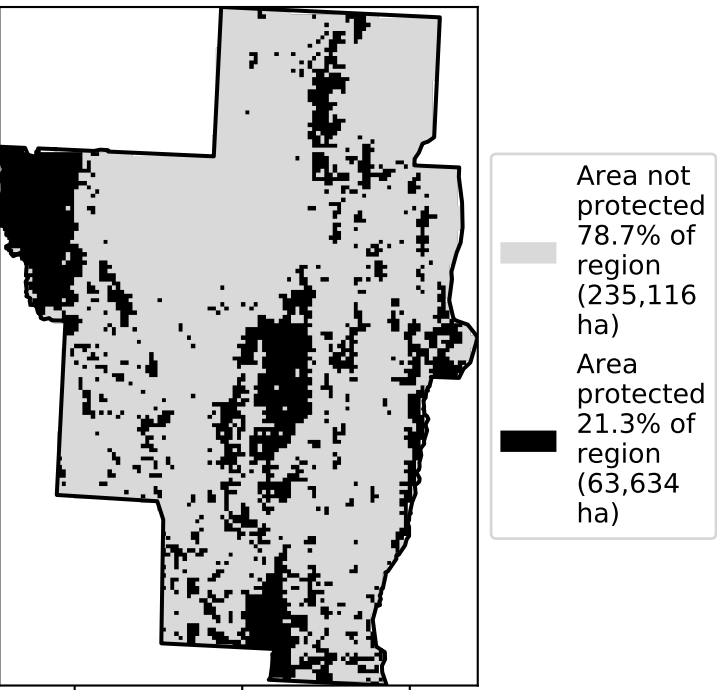 Area not
protected
78.7% of
region
(235,116
ha)
Area
protected
21.3% of
region
(63,634
ha)